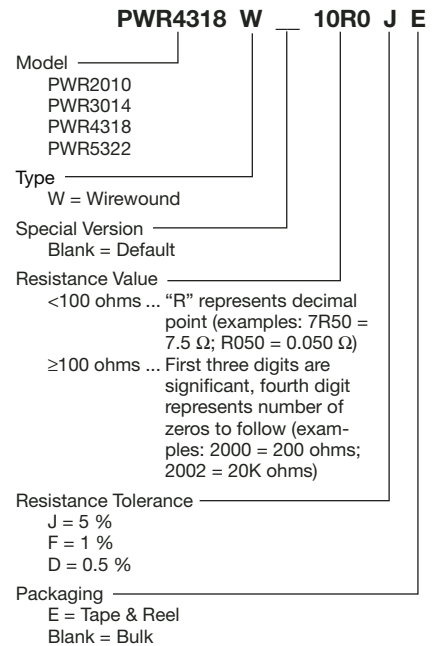 PWR4318 W __ 10R0 J E
Model
PWR2010
PWR3014
PWR4318
PWR5322
Type
W = Wirewound
Special Version
Blank = Default
Resistance Value
<100 ohms ... “R” represents decimal
point (examples: 7R50 =
7.5 Ω; R050 = 0.050 Ω)
≥100 ohms ... First three digits are
significant, fourth digit
represents number of
zeros to follow (exam-
ples: 2000 = 200 ohms;
2002 = 20K ohms)
Resistance Tolerance
J = 5 %
F = 1 %
D = 0.5 %
Packaging
E = Tape & Reel
Blank = Bulk